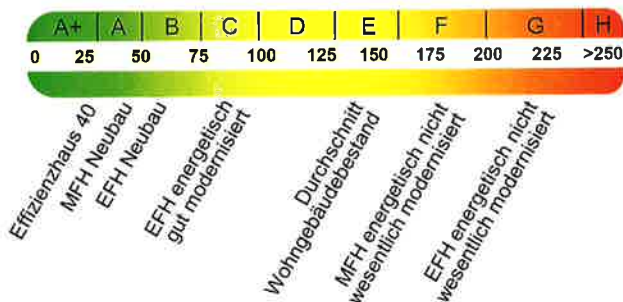 A+ A B C D E F G H
0 25 50 75 100 125 150 175 200 225 >250
Effizienzhaus 40
MFH Neubau
EFH Neubau
EFH energetisch
gut modernisiert
Durchschnitt
Wohngebäudebestand
MFH energetisch nicht
wesentlich modernisiert
EFH energetisch nicht
wesentlich modernisiert